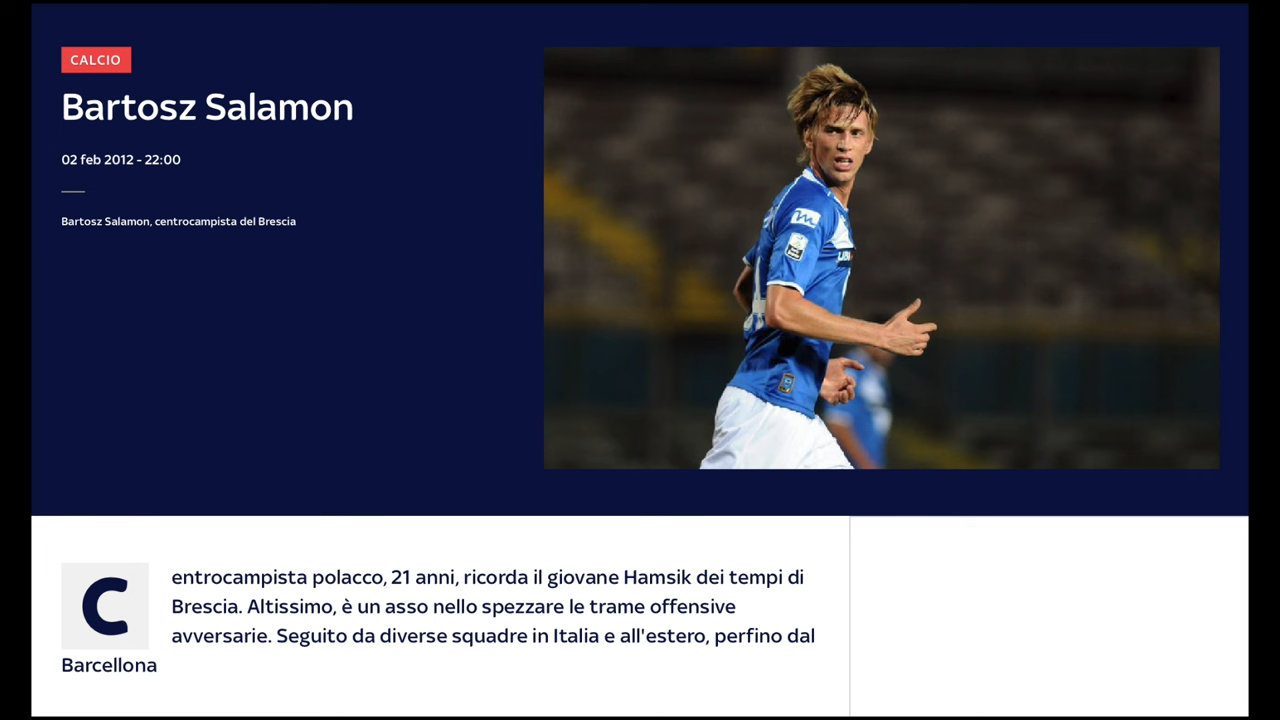 CALCIO
Bartosz Salamon
02 feb 2012 - 22:00
Bartosz Salamon, centrocampista del Brescia
Centrocampista polacco, 21 anni, ricorda il giovane Hamsik dei tempi di
Brescia. Altissimo, è un asso nello spezzare le trame offensive
avversarie. Seguito da diverse squadre in Italia e all'estero, perfino dal
Barcellona